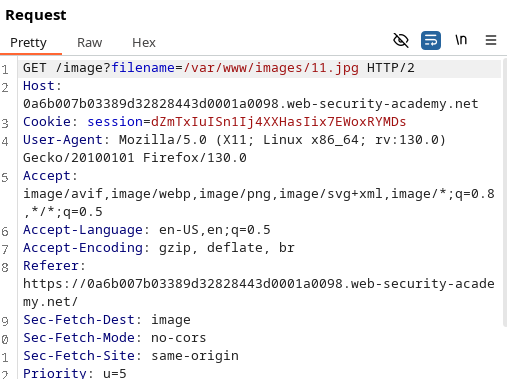 Request
Pretty Raw Hex \n
1 GET /image?filename=/var/www/images/11.jpg HTTP/2
2 Host:
0a6b007b03389d32828443d0001a0098.web-security-academy.net
3 Cookie: session=dZmTxIuISn1Ij4XXHasIix7EWoxRYMDs
4 User-Agent: Mozilla/5.0 (X11; Linux x86_64; rv:130.0)
Gecko/20100101 Firefox/130.0
5 Accept:
image/avif,image/webp,image/png,image/svg+xml,image/*;q=0.8
,*/*;q=0.5
6 Accept-Language: en-US,en;q=0.5
7 Accept-Encoding: gzip, deflate, br
8 Referer:
https://0a6b007b03389d32828443d0001a0098.web-security-acade
my.net/
9 Sec-Fetch-Dest: image
0 Sec-Fetch-Mode: no-cors
1 Sec-Fetch-Site: same-origin
2 Priority: u=5